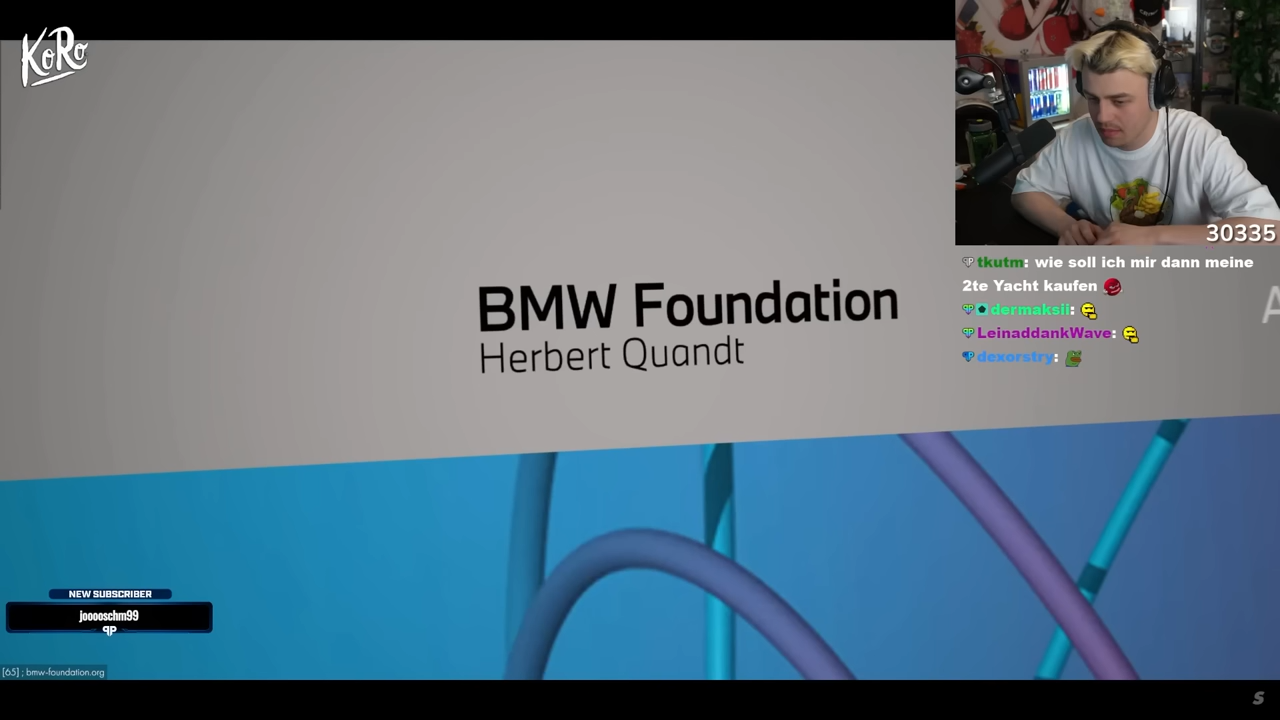 KoRo
BMW Foundation
Herbert Quandt
30335
tkutm: wie soll ich mir dann meine
2te Yacht kaufen
dermaksii:
LeinaddankWave:
dexorstry:
A
NEW SUBSCRIBER
jooooschm99
[65] ; bmw-foundation.org
S